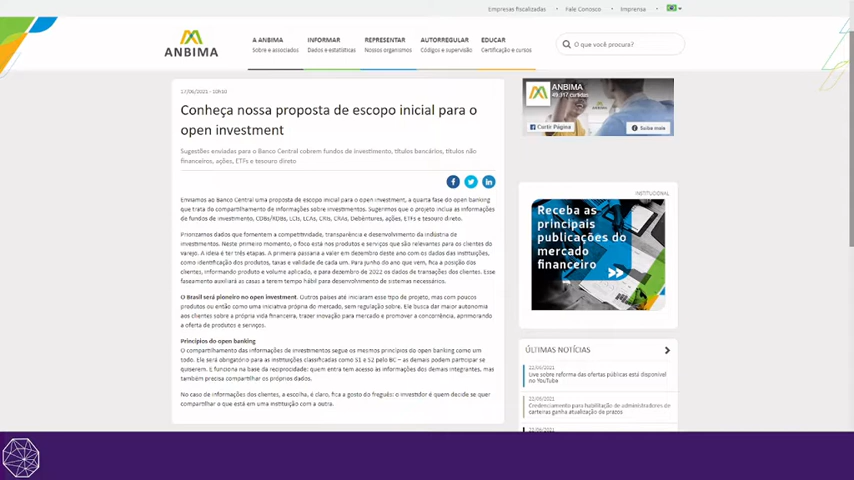 Empresas fiscalizadas • Fale Conosco • Imprensa •
ANBIMA
A ANBIMA
Sobre e associados
INFORMAR
Dados e estatísticas
REPRESENTAR
Nossos organismos
AUTORREGULAR
Códigos e supervisão
EDUCAR
Certificação e cursos
O que você procura?
Conheça nossa proposta de escopo inicial para o
open investment
Sugestões enviadas para o Banco Central cobrem fundos de investimento, títulos bancários, títulos não
financeiros, ações, ETFs e tesouro direto
Enviamos ao Banco Central uma proposta de escopo inicial para o open investment, a quarta fase do open banking
que trata do compartilhamento de informações sobre investimentos. Sugerimos que o projeto inclua as informações
de fundos de investimento, CDBs/RDBs, LCIs, LCAs, CRIs, CRAs, Debêntures, ações, ETFs e tesouro direto.
Priorizamos dados que fomentem a competitividade, transparência e desenvolvimento da indústria de
investimentos. Neste primeiro momento, o foco está nos produtos e serviços que são relevantes para os clientes do
varejo. A ideia é ter três etapas. A primeira passaria a valer em dezembro deste ano com os dados das instituições,
como identificação dos produtos, taxas e validade de cada um. Para junho do ano que vem, fica a posição dos
clientes, informando produto e volume aplicado, e para dezembro de 2022 os dados de transações dos clientes. Esse
faseamento auxiliará as casas a terem tempo hábil para desenvolvimento de sistemas necessários.
O Brasil será pioneiro no open investment. Outros países até iniciaram esse tipo de projeto, mas com poucos
produtos ou então como uma iniciativa própria do mercado, sem regulação sobre. Ele busca dar maior autonomia
aos clientes sobre a própria vida financeira, trazer inovação para mercado e promover a concorrência, aprimorando
a oferta de produtos e serviços.
Princípios do open banking
O compartilhamento das informações de investimentos segue os mesmos princípios do open banking como um
todo. Ele será obrigatório para as instituições classificadas como S1 e S2 pelo BC – as demais podem participar se
quiserem. E funciona na base da reciprocidade: quem entra tem acesso às informações dos demais integrantes, mas
também precisa compartilhar os próprios dados.
No caso de informações dos clientes, a escolha, é claro, fica a gosto do freguês: o investidor é quem decide se quer
compartilhar o que está em uma instituição com a outra.
ANBIMA
curtidas
Curtir Página
Saiba mais
INSTITUCIONAL
Receba as
principais
publicações do
mercado
financeiro
ÚLTIMAS NOTÍCIAS
Live sobre reforma das ofertas públicas está disponível
no YouTube
Credenciamento para habilitação de administradores de
carteiras ganha atualização de prazos